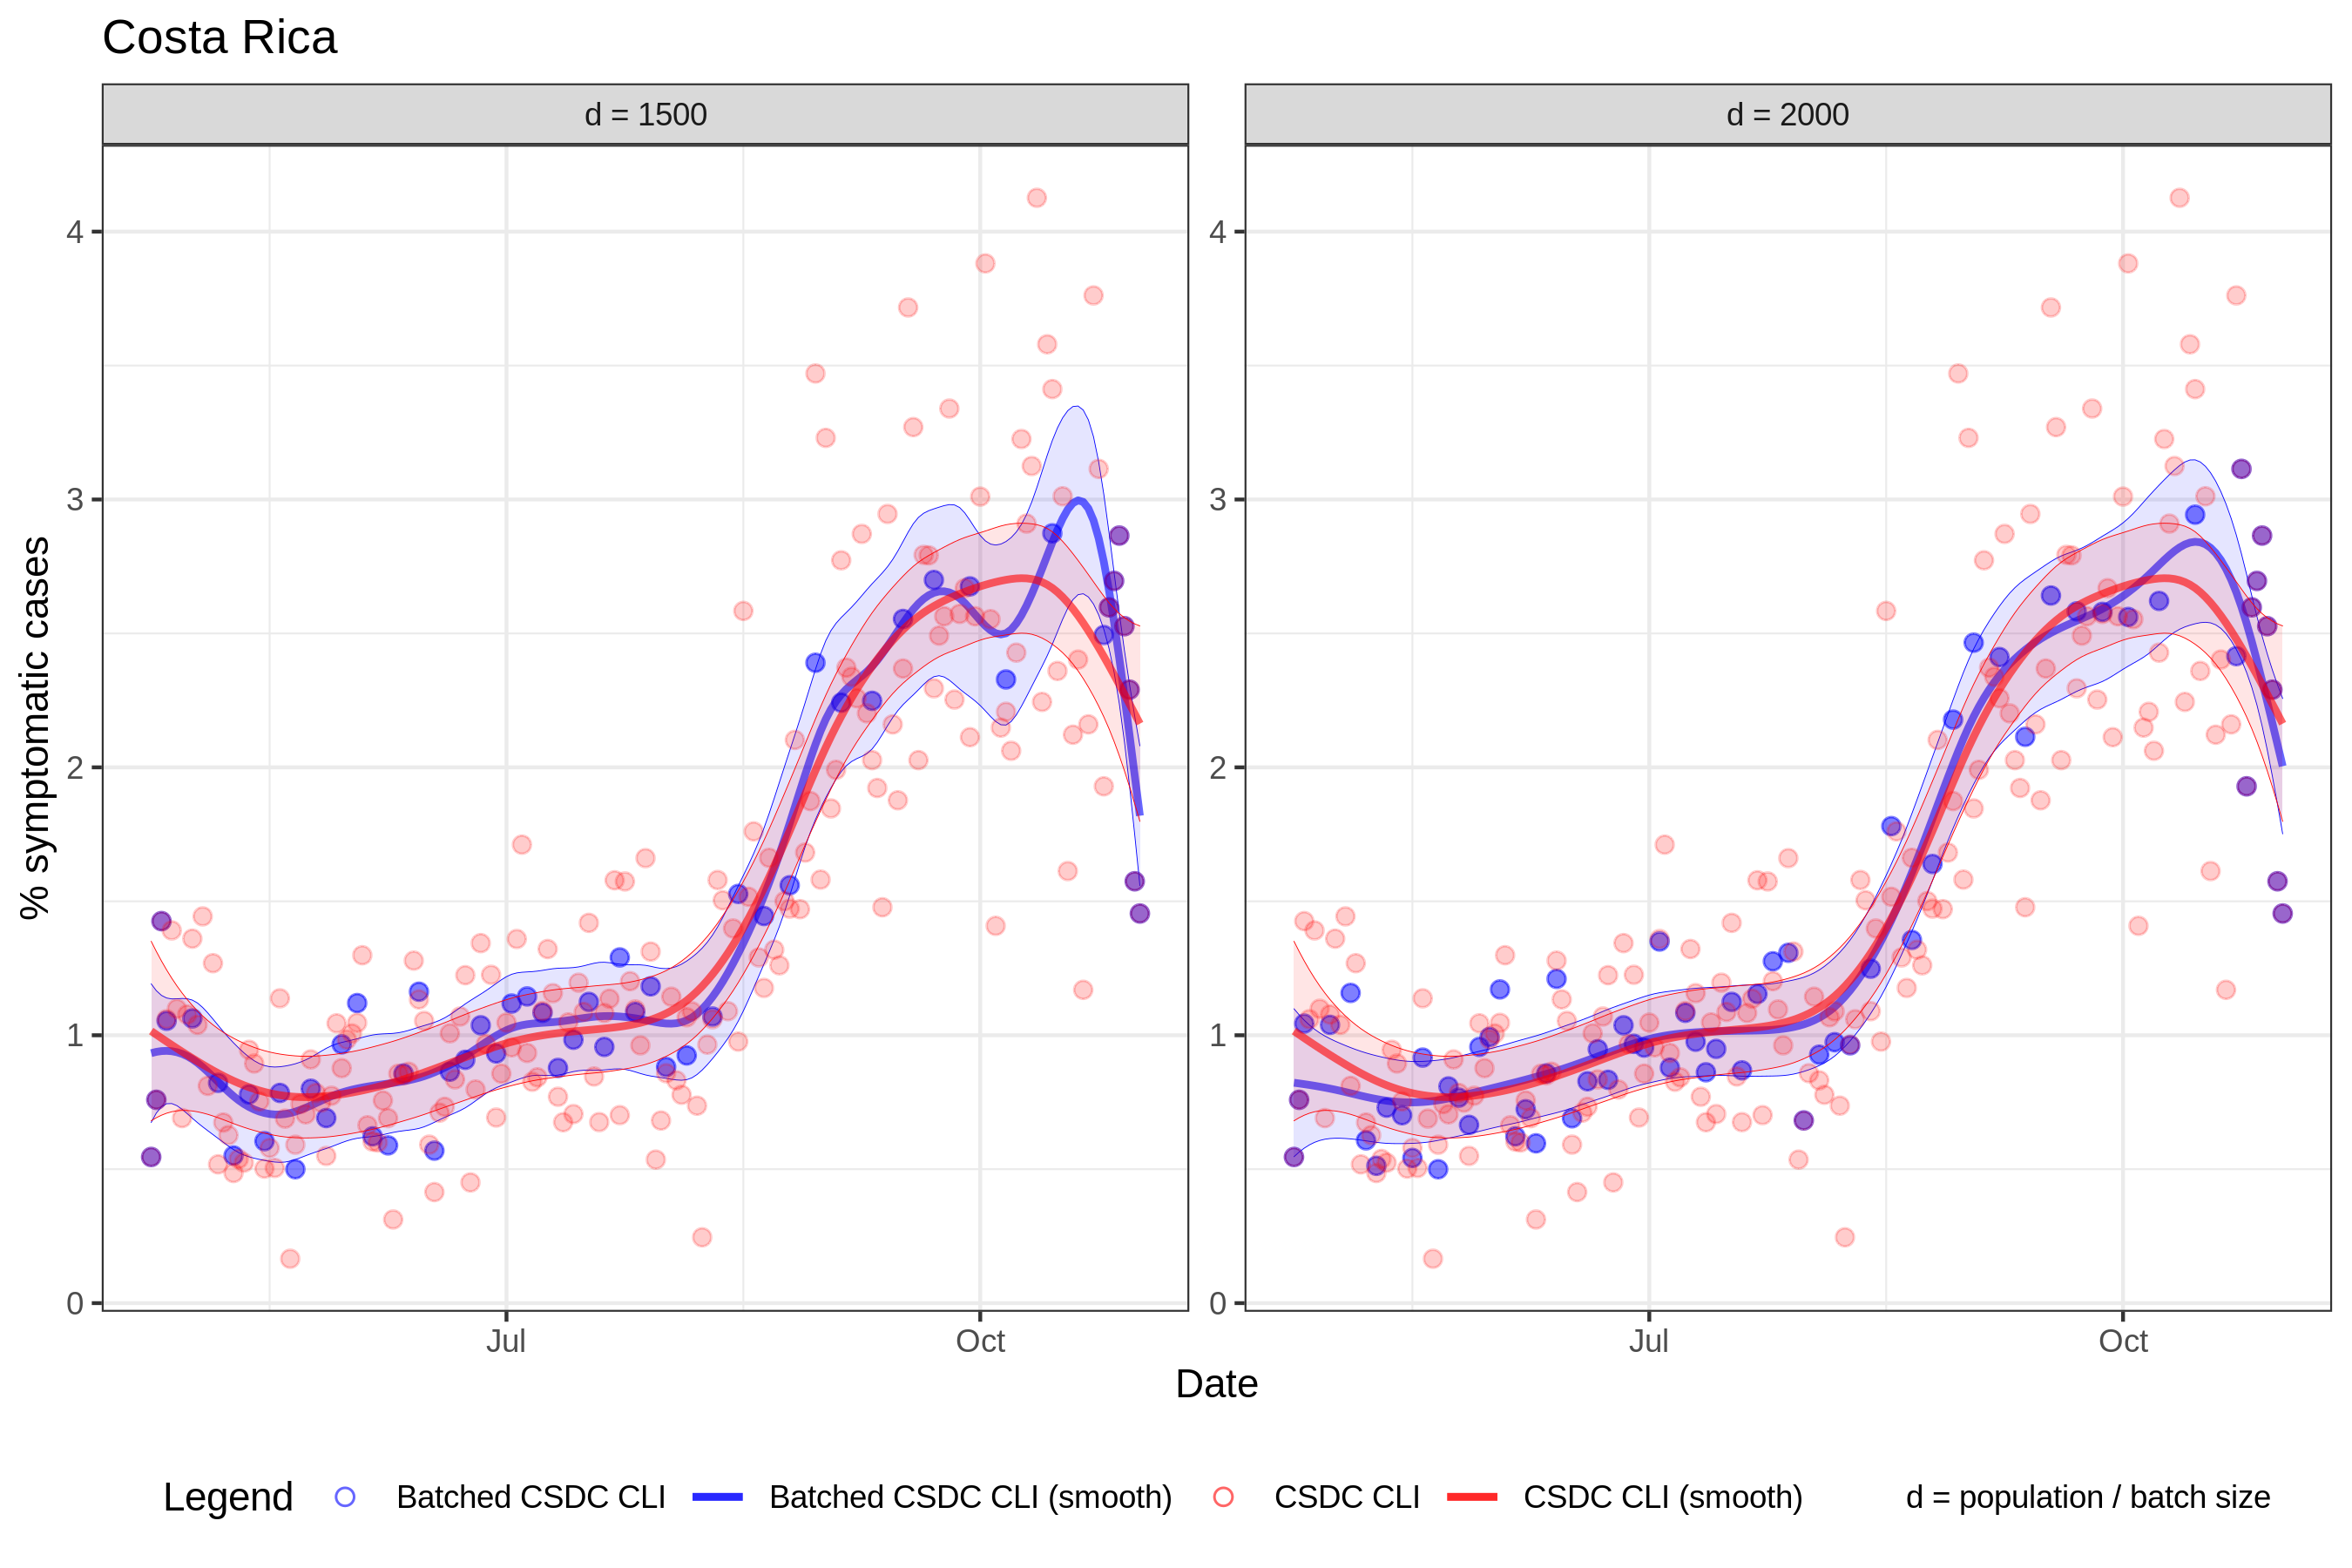 Costa Rica
d = 1500
d = 2000
% symptomatic cases
4
3
2
1
0
4
3
2
1
0
Jul
Oct
Jul
Oct
Date
Legend
Batched CSDC CLI
Batched CSDC CLI (smooth)
CSDC CLI
CSDC CLI (smooth)
d = population / batch size